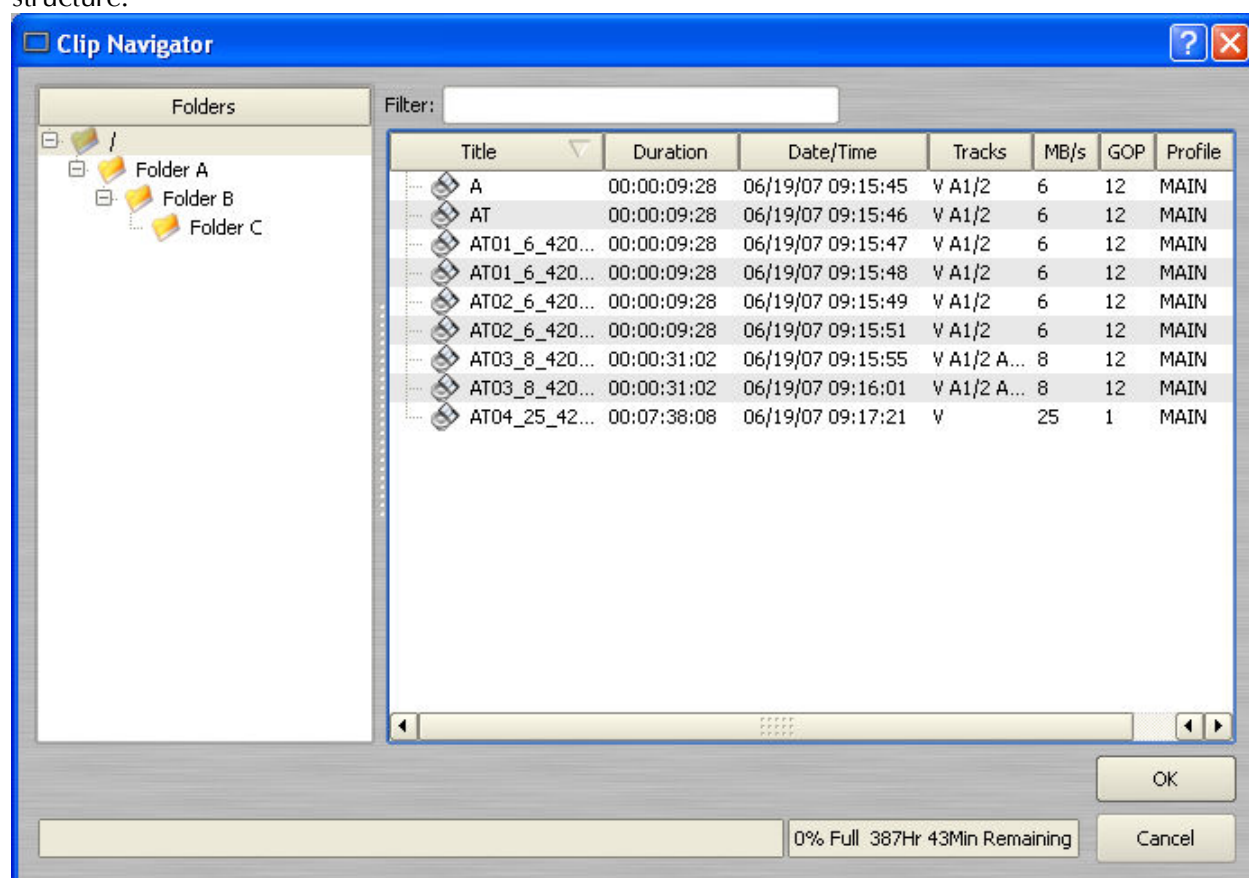 structure.
Clip Navigator
Folders
/
Folder A
Folder B
Folder C
Filter:
Title Duration Date/Time Tracks MB/s GOP Profile
A 00:00:09:28 06/19/07 09:15:45 V A1/2 6 12 MAIN
AT 00:00:09:28 06/19/07 09:15:46 V A1/2 6 12 MAIN
AT01_6_420... 00:00:09:28 06/19/07 09:15:47 V A1/2 6 12 MAIN
AT01_6_420... 00:00:09:28 06/19/07 09:15:48 V A1/2 6 12 MAIN
AT02_6_420... 00:00:09:28 06/19/07 09:15:49 V A1/2 6 12 MAIN
AT02_6_420... 00:00:09:28 06/19/07 09:15:51 V A1/2 6 12 MAIN
AT03_8_420... 00:00:31:02 06/19/07 09:15:55 V A1/2 A... 8 12 MAIN
AT03_8_420... 00:00:31:02 06/19/07 09:16:01 V A1/2 A... 8 12 MAIN
AT04_25_42... 00:07:38:08 06/19/07 09:17:21 V 25 1 MAIN
OK
0% Full 387Hr 43Min Remaining
Cancel